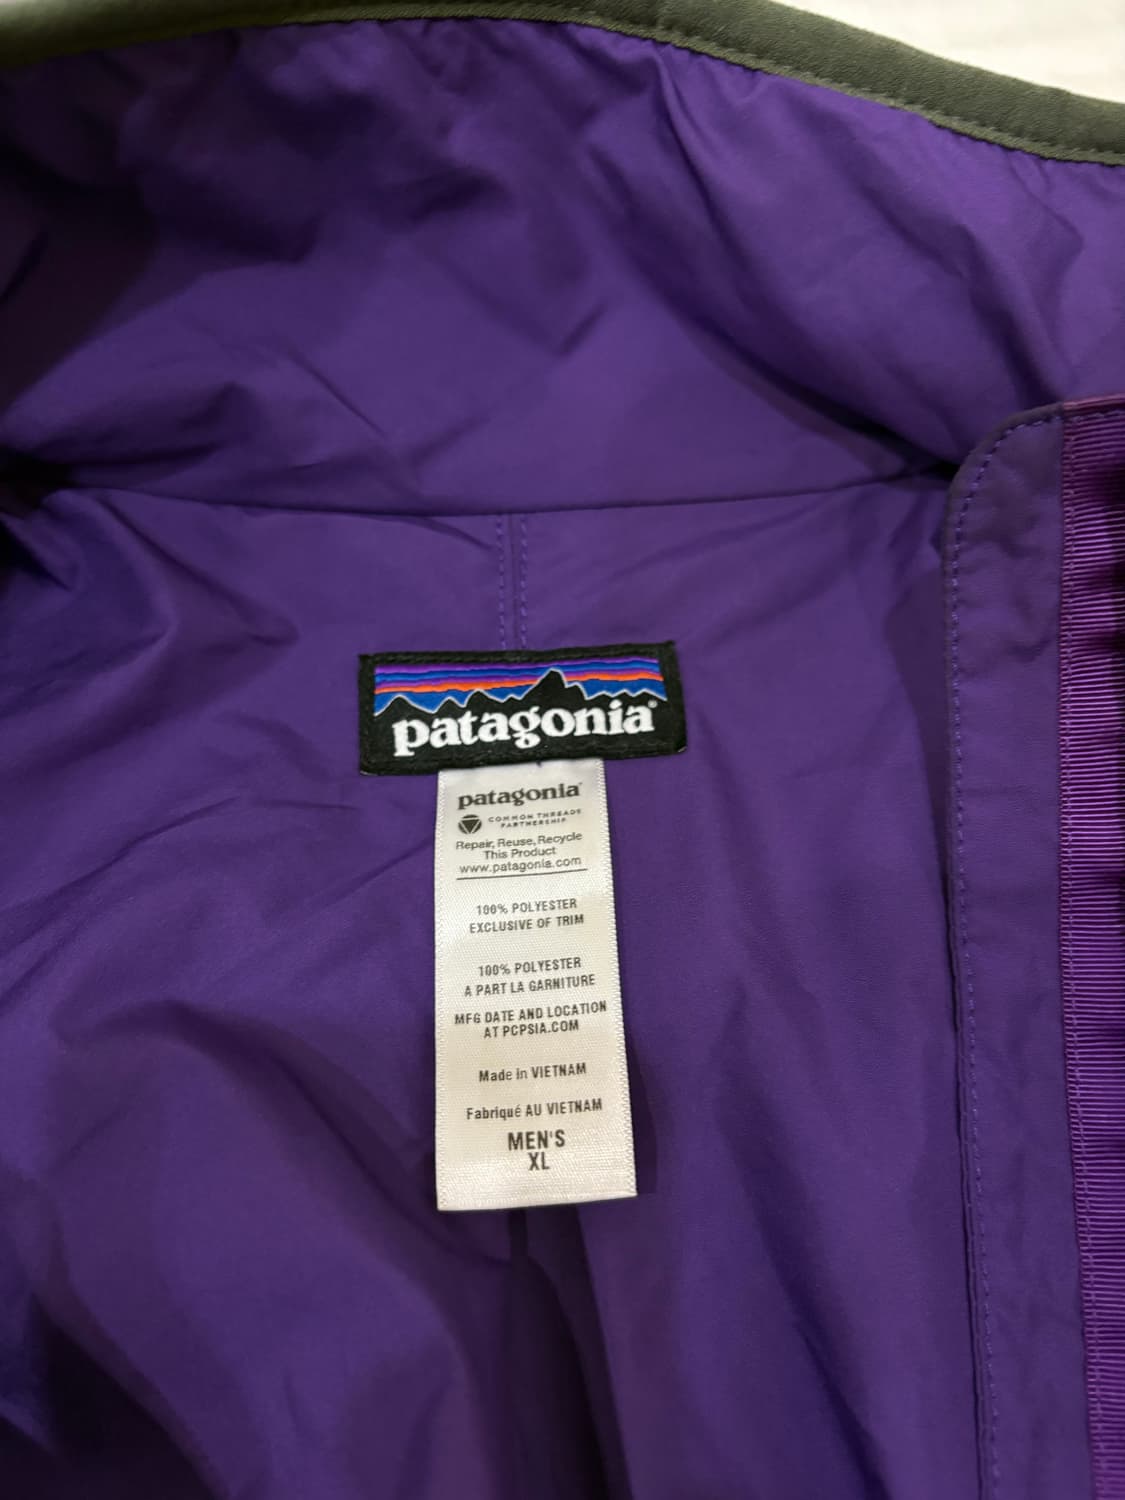 patagonia®
patagonia®
COMMON THREADS
PARTNERSHIP
Repair, Reuse, Recycle
This Product
www.patagonia.com
100% POLYESTER
EXCLUSIVE OF TRIM
100% POLYESTER
A PART LA GARNITURE
MFG DATE AND LOCATION
AT PCPSIA.COM
Made in VIETNAM
Fabriqué AU VIETNAM
MEN'S
XL